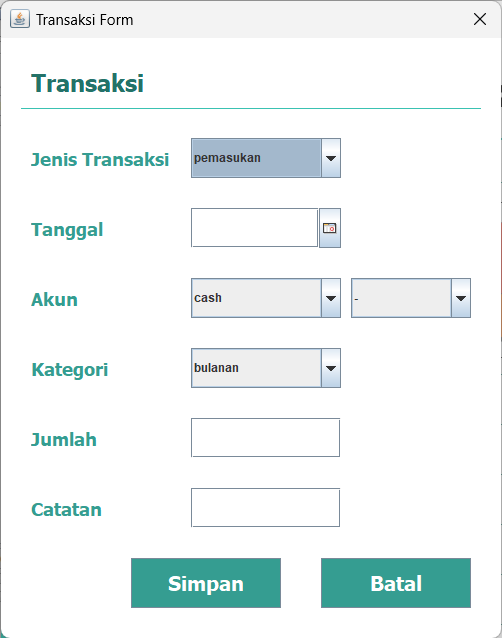 Transaksi Form
Transaksi
Jenis Transaksi pemasukan
Tanggal
Akun cash -
Kategori bulanan
Jumlah
Catatan
Simpan Batal